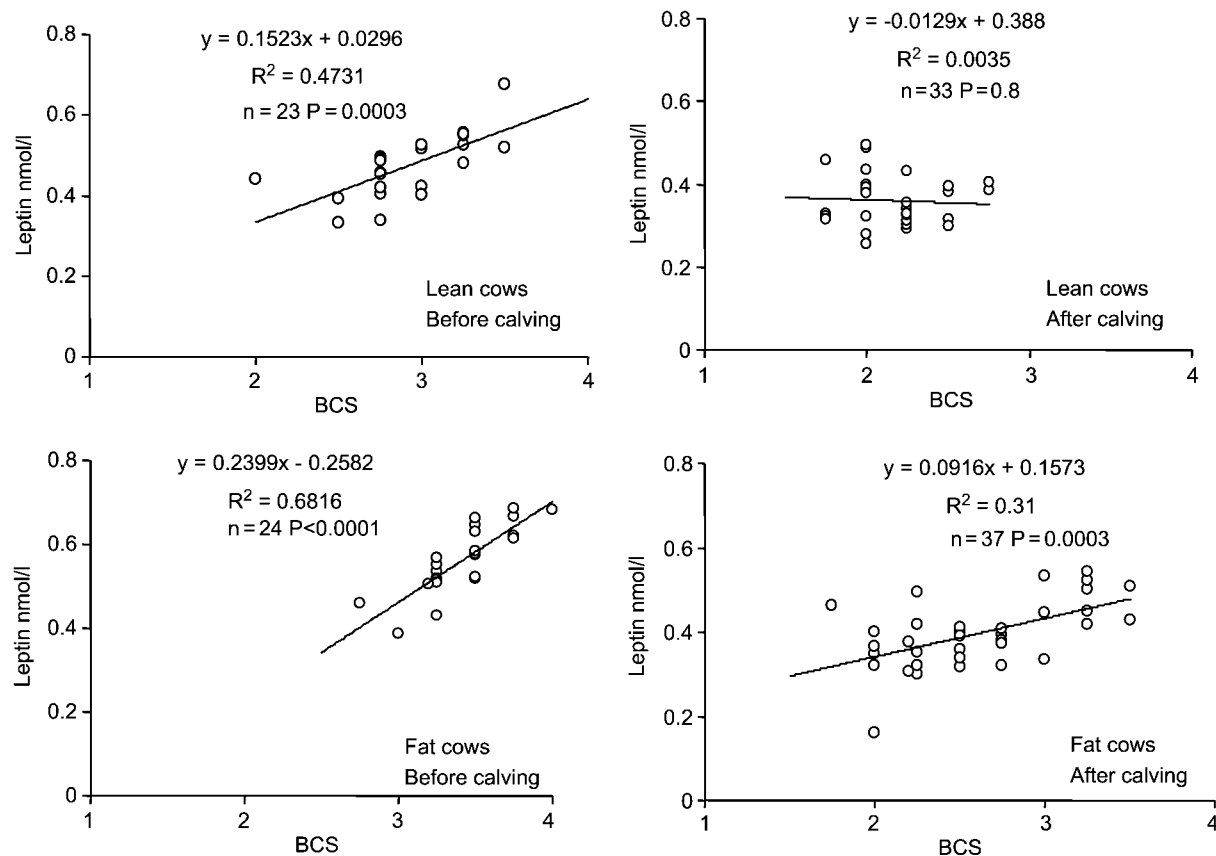 y = 0.1523x + 0.0296
R² = 0.4731
n = 23 P = 0.0003
Leptin nmol/l
0.8
0.6
0.4
0.2
0
1
2
3
4
BCS
Lean cows
Before calving
y = -0.0129x + 0.388
R² = 0.0035
n = 33 P = 0.8
Leptin nmol/l
0.8
0.6
0.4
0.2
0
1
2
3
4
BCS
Lean cows
After calving
y = 0.2399x - 0.2582
R² = 0.6816
n = 24 P<0.0001
Leptin nmol/l
0.8
0.6
0.4
0.2
0
1
2
3
4
BCS
Fat cows
Before calving
y = 0.0916x + 0.1573
R² = 0.31
n = 37 P = 0.0003
Leptin nmol/l
0.8
0.6
0.4
0.2
0
1
2
3
4
BCS
Fat cows
After calving